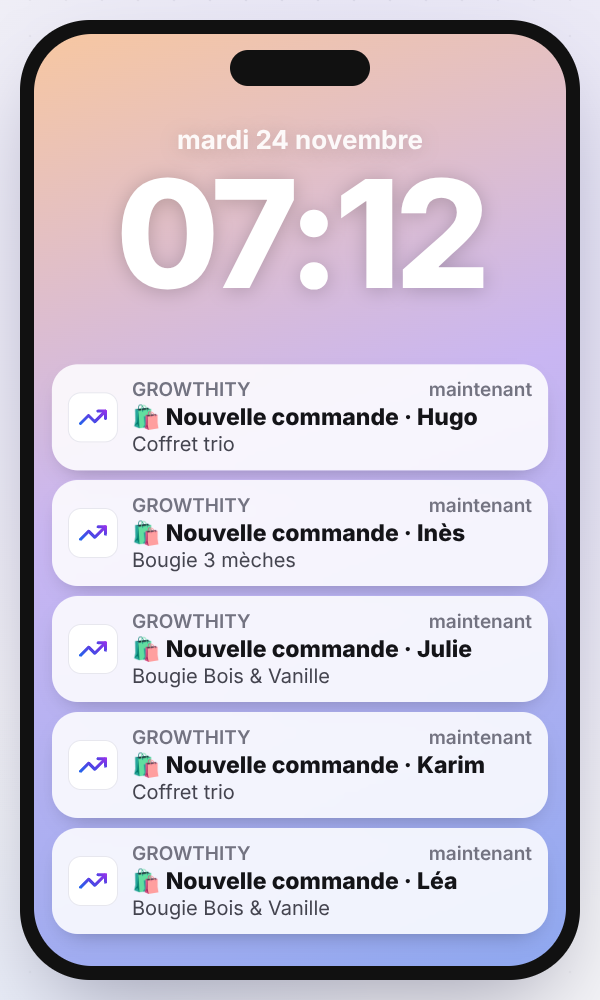 mardi 24 novembre
07:12
GROWTHITY maintenant
🛍️ Nouvelle commande · Hugo
Coffret trio
GROWTHITY maintenant
🛍️ Nouvelle commande · Inès
Bougie 3 mèches
GROWTHITY maintenant
🛍️ Nouvelle commande · Julie
Bougie Bois & Vanille
GROWTHITY maintenant
🛍️ Nouvelle commande · Karim
Coffret trio
GROWTHITY maintenant
🛍️ Nouvelle commande · Léa
Bougie Bois & Vanille